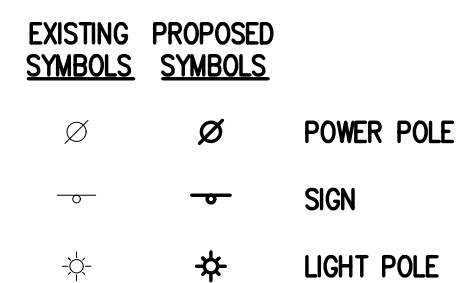 EXISTING PROPOSED
SYMBOLS SYMBOLS
POWER POLE
SIGN
LIGHT POLE